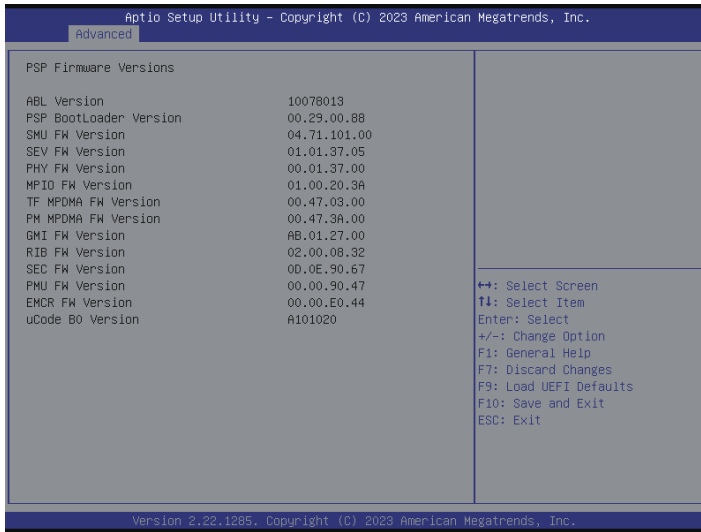 Aptio Setup Utility – Copyright (C) 2023 American Megatrends, Inc.
Advanced
PSP Firmware Versions
ABL Version 10078013
PSP BootLoader Version 00.29.00.88
SMU FW Version 04.71.101.00
SEV FW Version 01.01.37.05
PHY FW Version 00.01.37.00
MPIO FW Version 01.00.20.3A
TF MPDMA FW Version 00.47.03.00
PM MPDMA FW Version 00.47.3A.00
GMI FW Version AB.01.27.00
RIB FW Version 02.00.08.32
SEC FW Version 0D.0E.90.67
PMU FW Version 00.00.90.47
EMCR FW Version 00.00.E0.44
uCode B0 Version A101020
↔: Select Screen
↑↓: Select Item
Enter: Select
+/-: Change Option
F1: General Help
F7: Discard Changes
F9: Load UEFI Defaults
F10: Save and Exit
ESC: Exit
Version 2.22.1285. Copyright (C) 2023 American Megatrends, Inc.